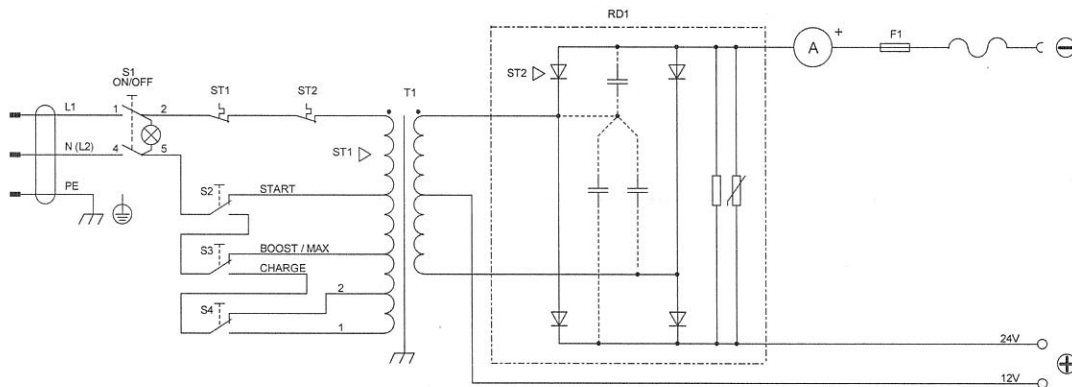 RD1
A
+
F1
−
S1
ON/OFF
ST1
ST2
T1
ST2
L1
1
2
N (L2)
4
5
ST1
PE
S2
START
S3
BOOST / MAX
CHARGE
S4
2
1
24V
+
12V